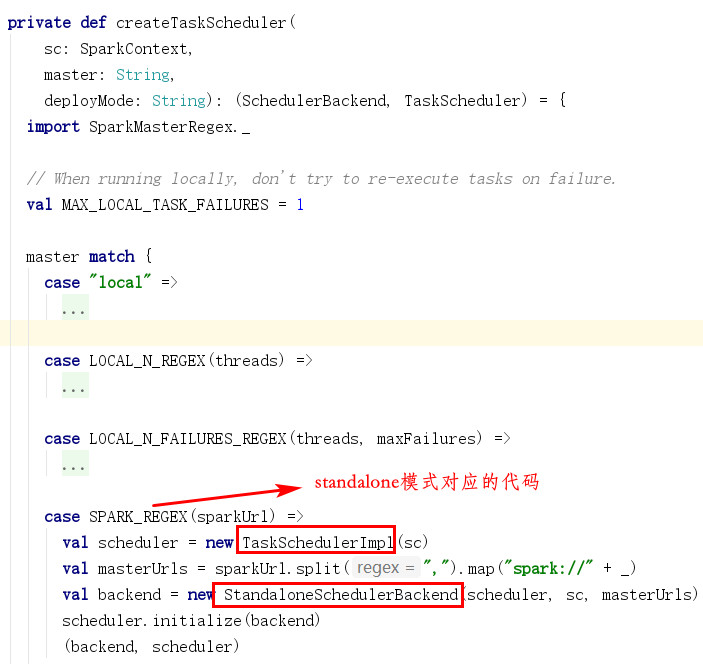 private def createTaskScheduler(
sc: SparkContext,
master: String,
deployMode: String): (SchedulerBackend, TaskScheduler) = {
import SparkMasterRegex._
// When running locally, don't try to re-execute tasks on failure.
val MAX_LOCAL_TASK_FAILURES = 1
master match {
case "local" =>
...
case LOCAL_N_REGEX(threads) =>
...
case LOCAL_N_FAILURES_REGEX(threads, maxFailures) =>
...
standalone模式对应的代码
case SPARK_REGEX(sparkUrl) =>
val scheduler = new TaskSchedulerImpl(sc)
val masterUrls = sparkUrl.split( regex = ",").map("spark://" + _)
val backend = new StandaloneSchedulerBackend(scheduler, sc, masterUrls)
scheduler.initialize(backend)
(backend, scheduler)